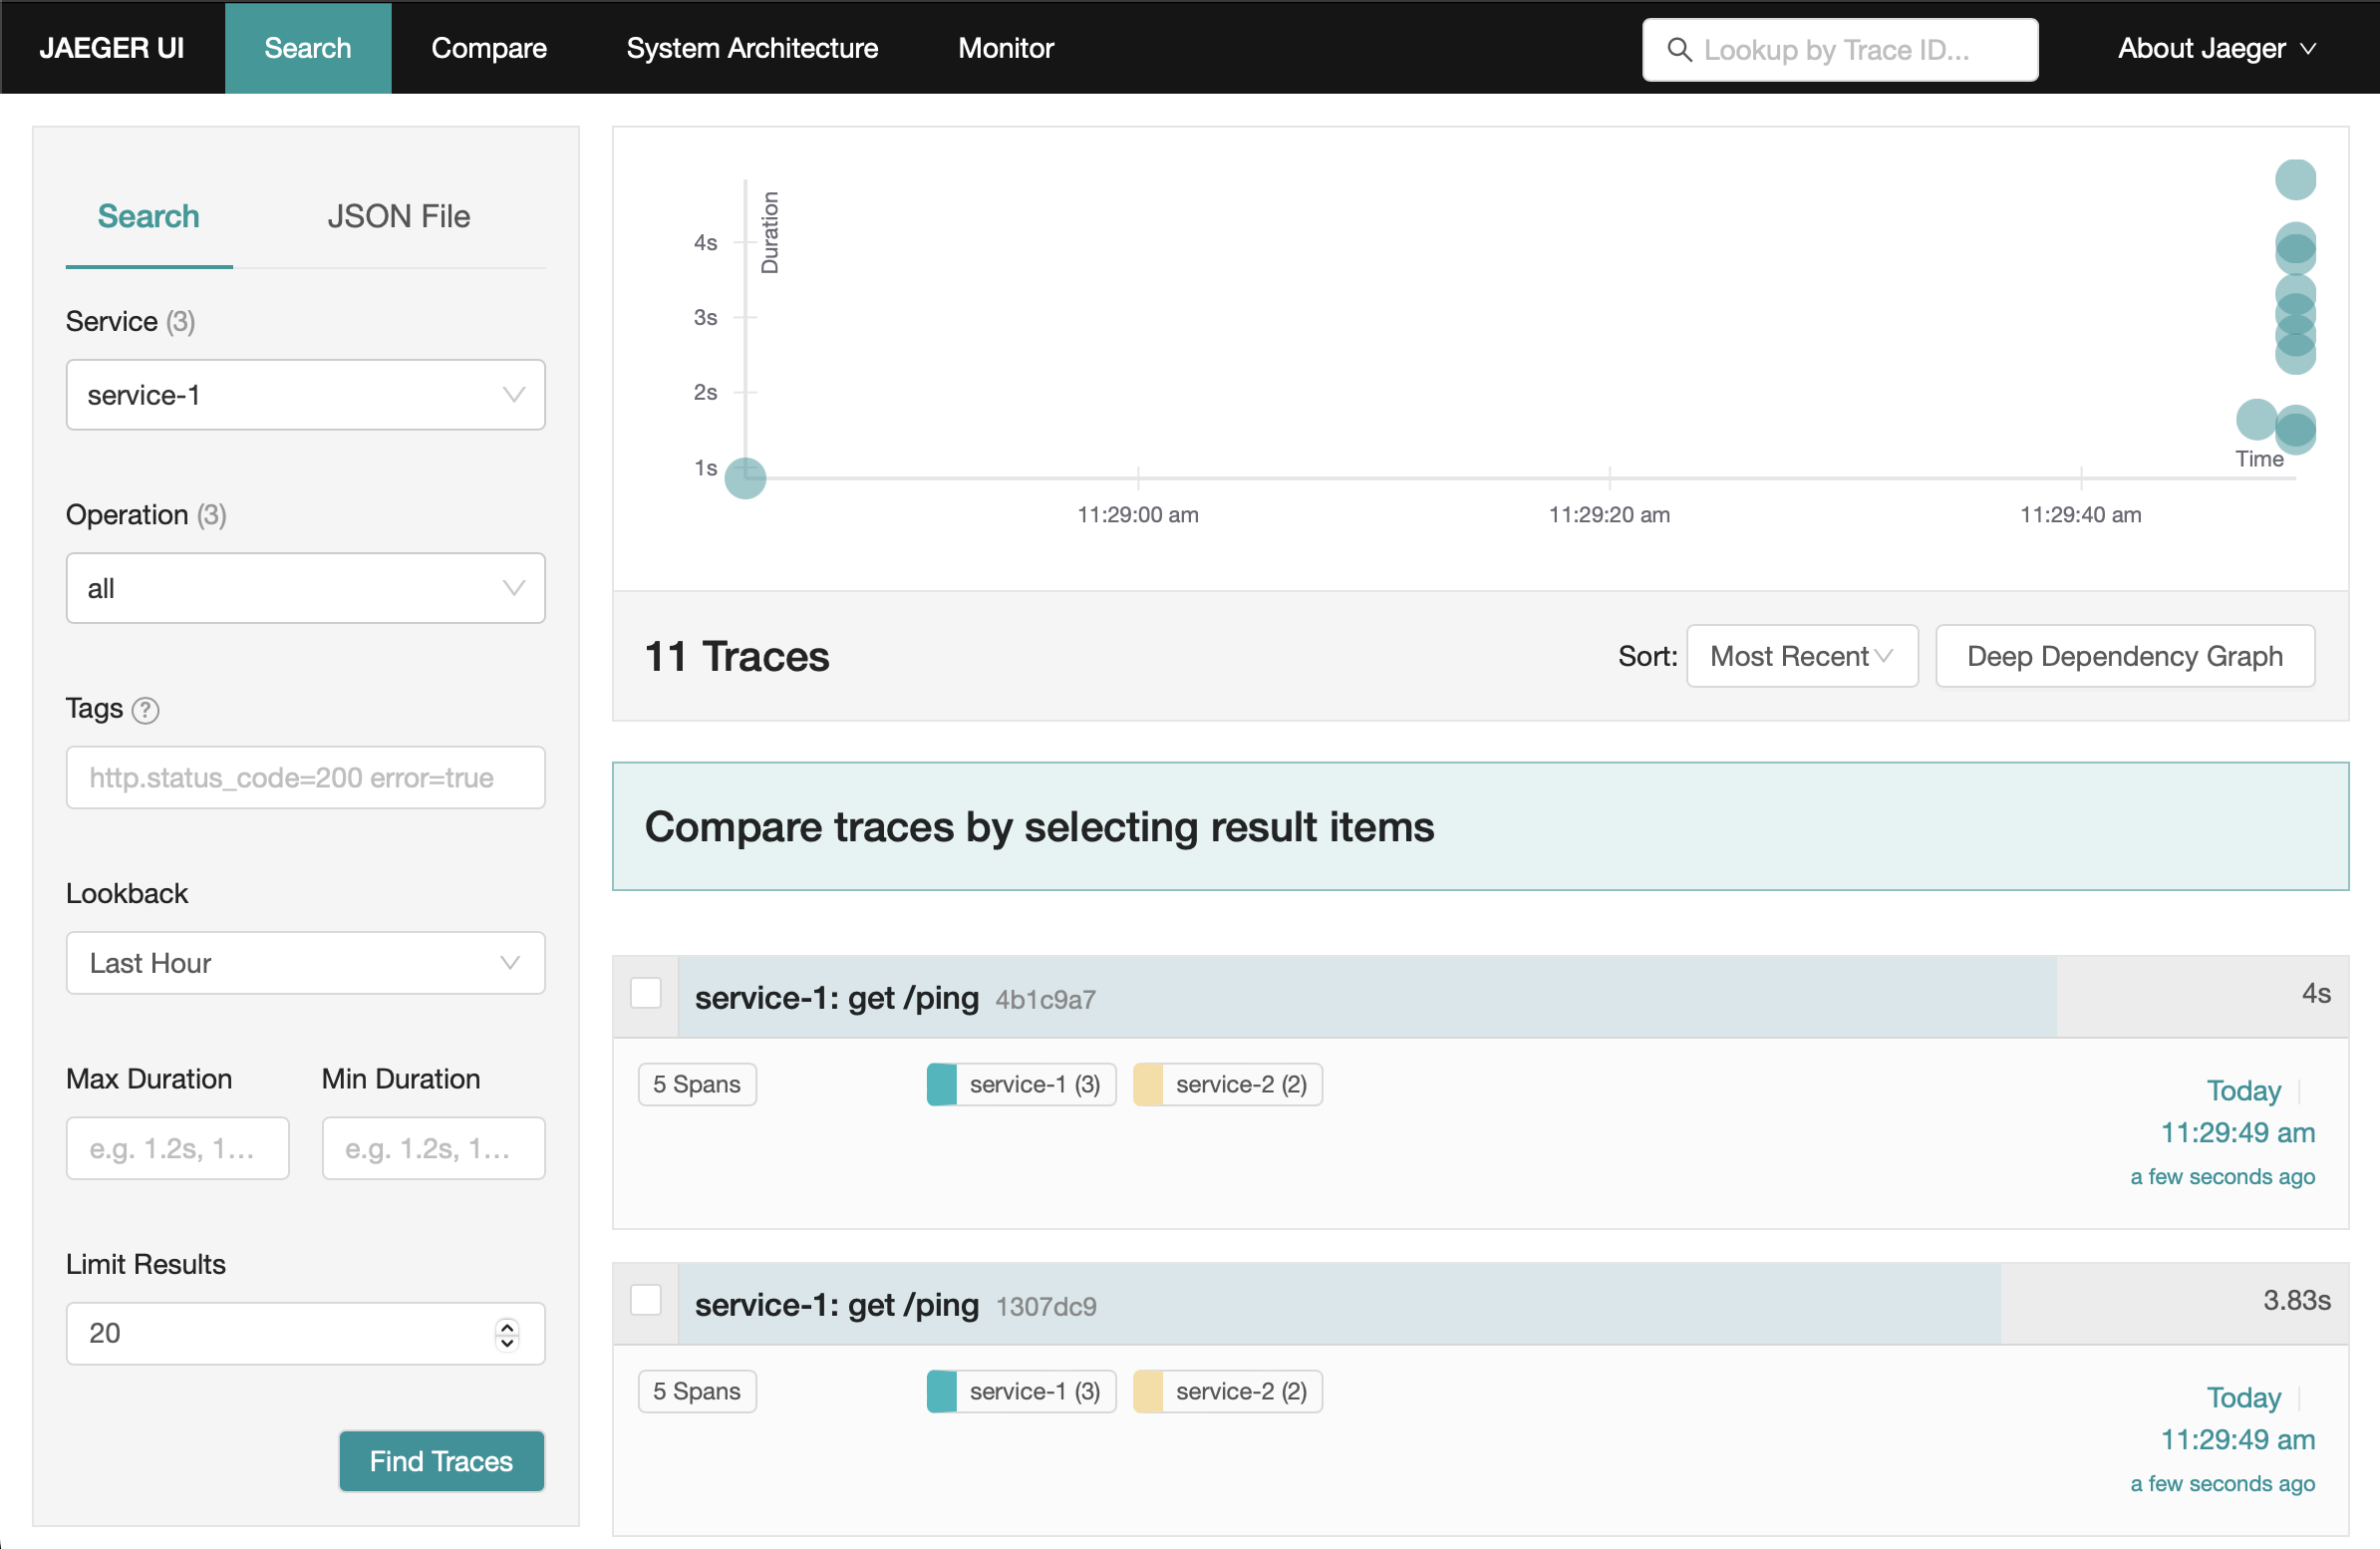 JAEGER UI Search Compare System Architecture Monitor Lookup by Trace ID... About Jaeger
Search JSON File
Service (3)
service-1
Operation (3)
all
Tags ?
http.status_code=200 error=true
Lookback
Last Hour
Max Duration Min Duration
e.g. 1.2s, 1... e.g. 1.2s, 1...
Limit Results
20
Find Traces
Duration
4s
3s
2s
1s
Time
11:29:00 am 11:29:20 am 11:29:40 am
11 Traces Sort: Most Recent Deep Dependency Graph
Compare traces by selecting result items
service-1: get /ping 4b1c9a7 4s
5 Spans service-1 (3) service-2 (2)
Today
11:29:49 am
a few seconds ago
service-1: get /ping 1307dc9 3.83s
5 Spans service-1 (3) service-2 (2)
Today
11:29:49 am
a few seconds ago